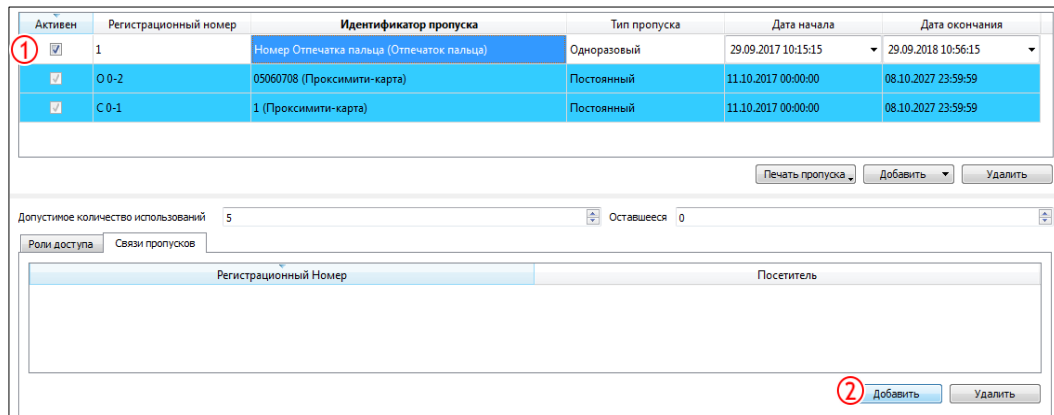 Активен Регистрационный номер Идентификатор пропуска Тип пропуска Дата начала Дата окончания
1 1 Номер Отпечатка пальца (Отпечаток пальца) Одноразовый 29.09.2017 10:15:15 29.09.2018 10:56:15
O 0-2 05060708 (Проксимити-карта) Постоянный 11.10.2017 00:00:00 08.10.2027 23:59:59
C 0-1 1 (Проксимити-карта) Постоянный 11.10.2017 00:00:00 08.10.2027 23:59:59
Печать пропуска Добавить Удалить
Допустимое количество использований 5 Оставшееся 0
Роли доступа Связи пропусков
Регистрационный Номер Посетитель
2 Добавить Удалить